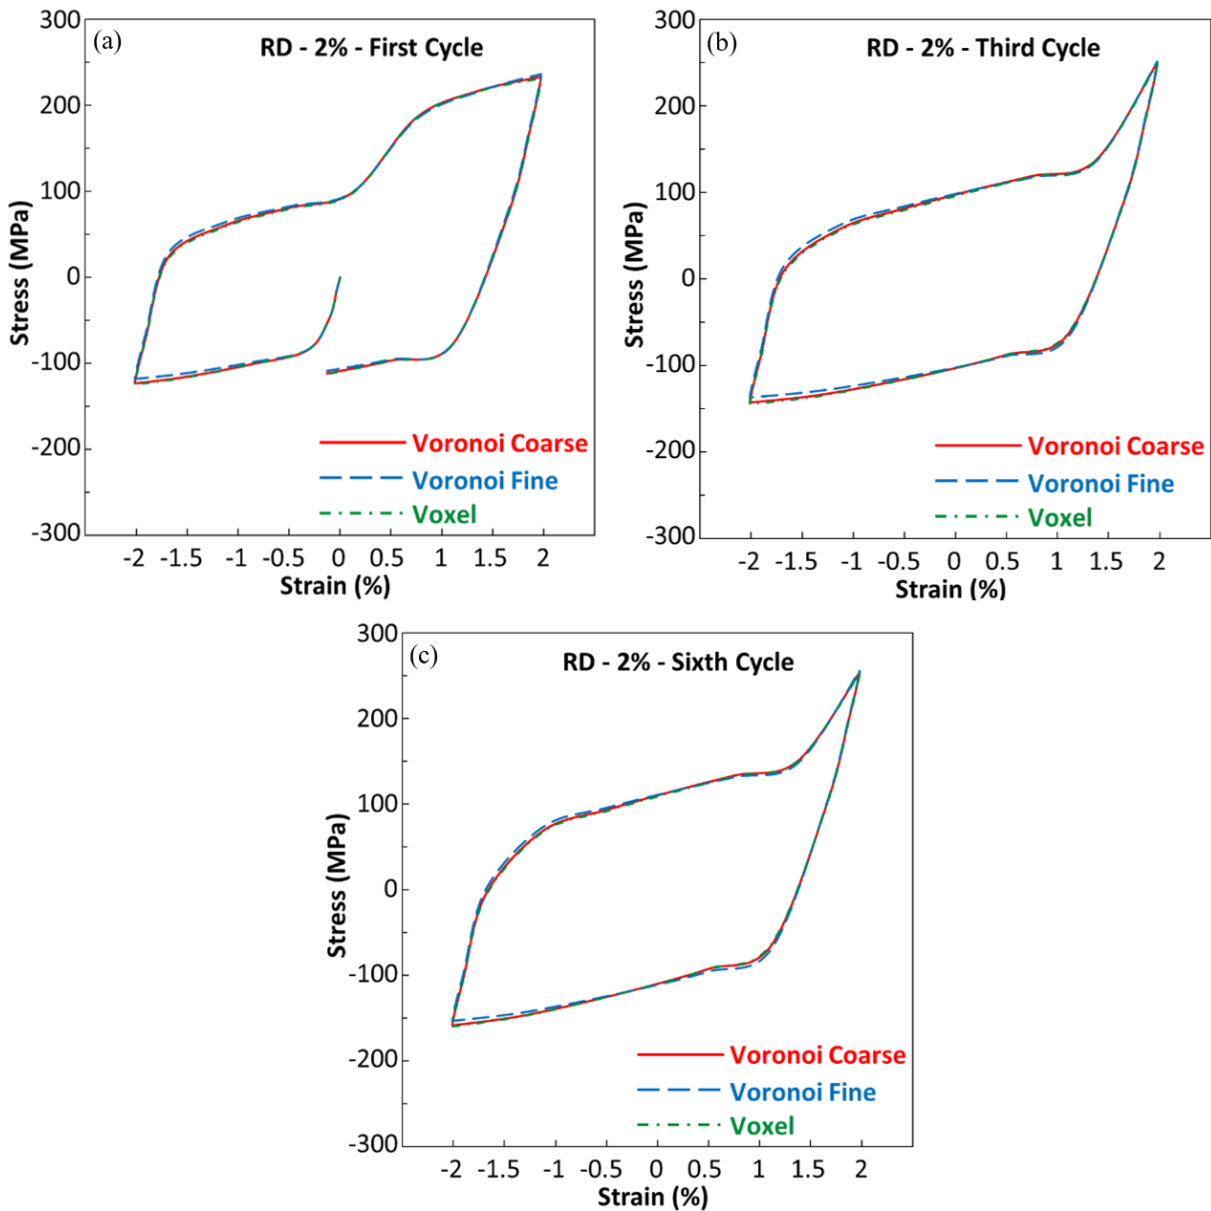 (a)
RD - 2% - First Cycle
Stress (MPa)
300
200
100
0
-100
-200
-300
Voronoi Coarse
Voronoi Fine
Voxel
-2 -1.5 -1 -0.5 0 0.5 1 1.5 2
Strain (%)
(b)
RD - 2% - Third Cycle
Stress (MPa)
300
200
100
0
-100
-200
-300
Voronoi Coarse
Voronoi Fine
Voxel
-2 -1.5 -1 -0.5 0 0.5 1 1.5 2
Strain (%)
(c)
RD - 2% - Sixth Cycle
Stress (MPa)
300
200
100
0
-100
-200
-300
Voronoi Coarse
Voronoi Fine
Voxel
-2 -1.5 -1 -0.5 0 0.5 1 1.5 2
Strain (%)